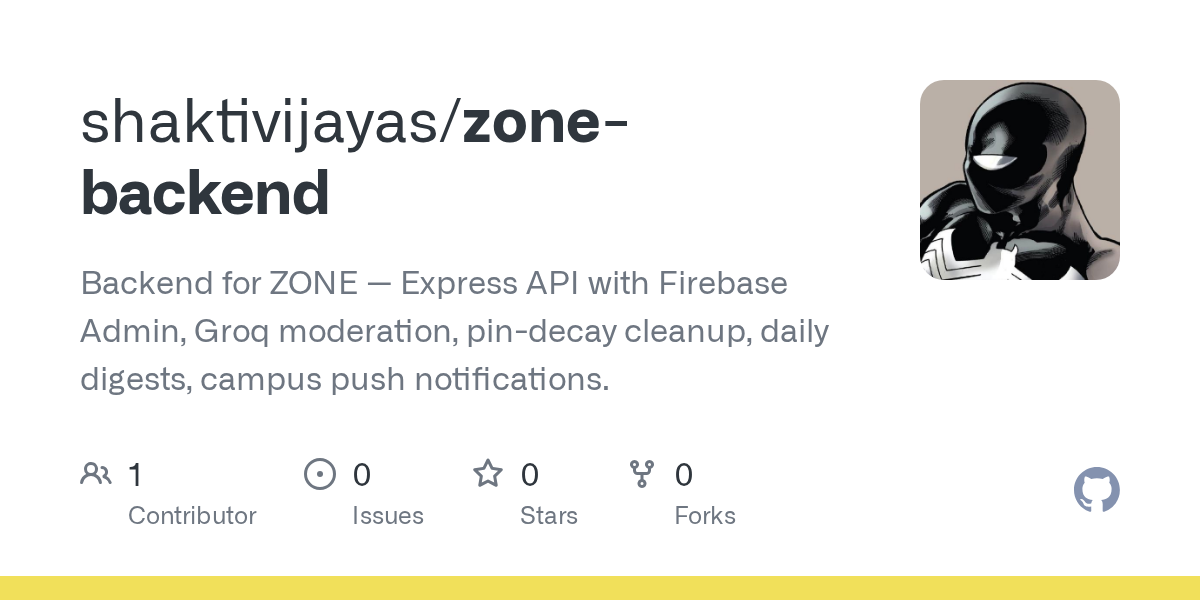 shaktivijayas/zone-
backend
Backend for ZONE — Express API with Firebase
Admin, Groq moderation, pin-decay cleanup, daily
digests, campus push notifications.
1 0 0 0
Contributor Issues Stars Forks